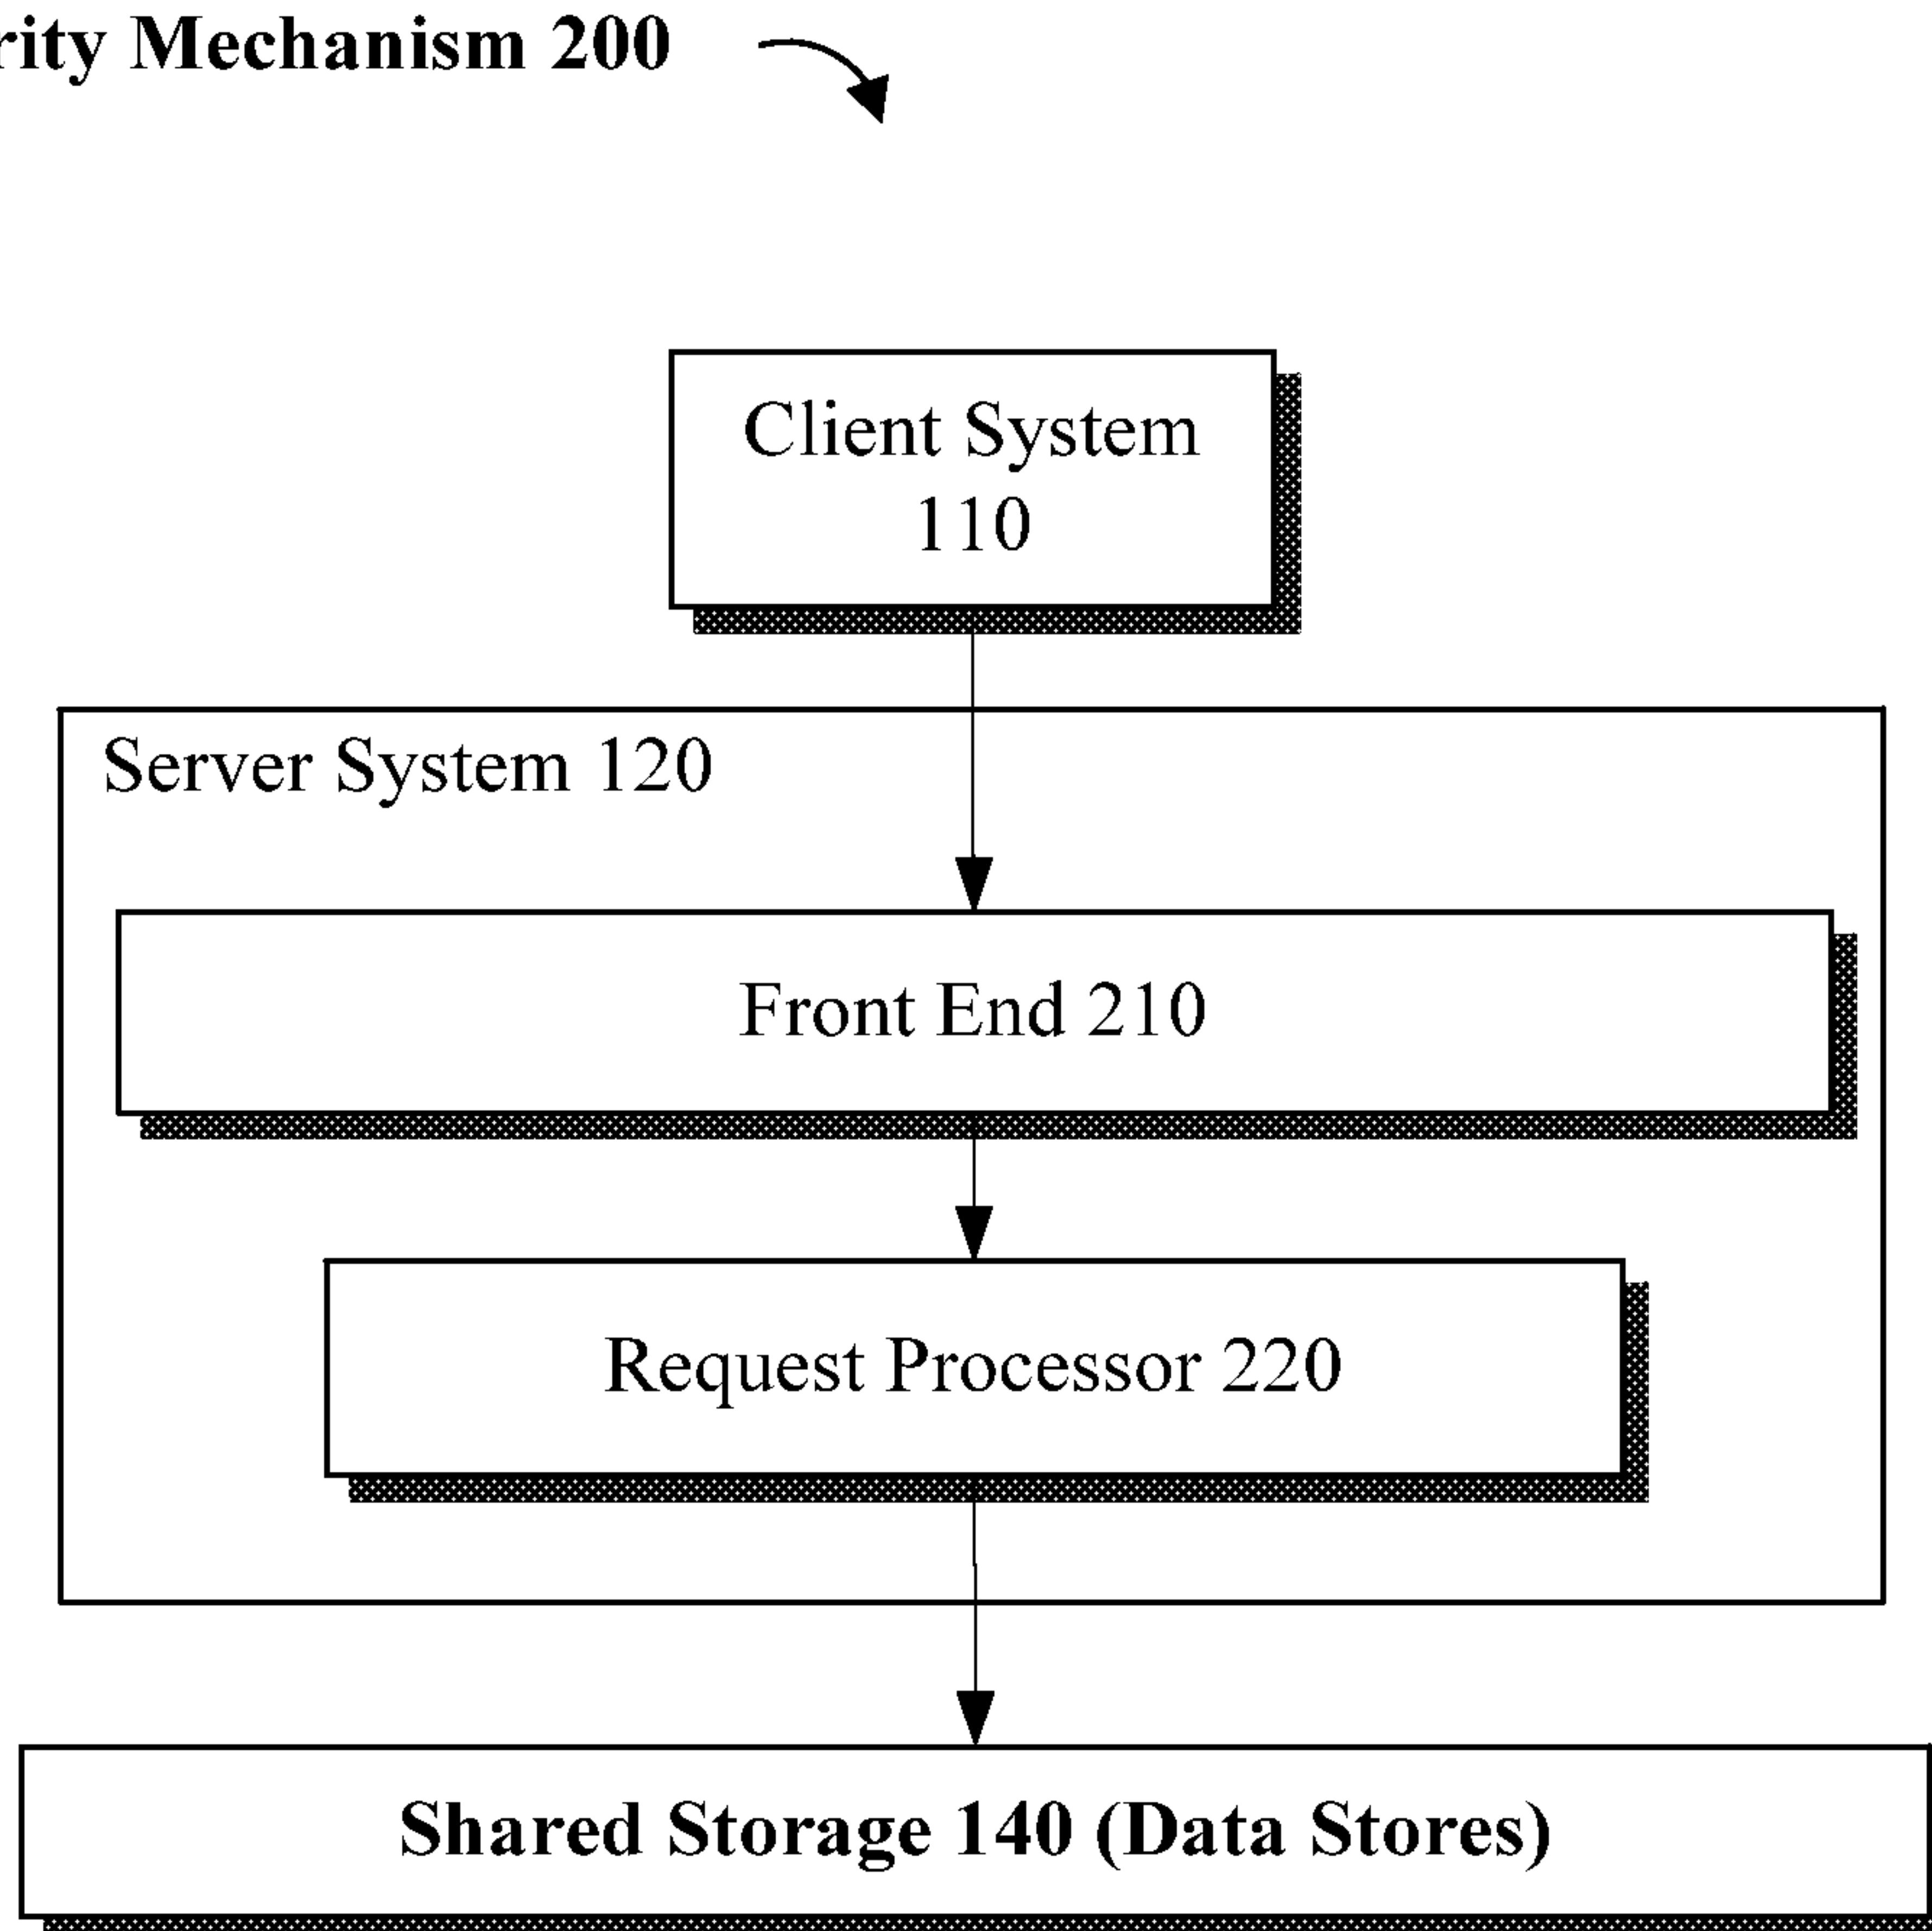 Mechanism 200
Client System
110
Server System 120
Front End 210
Request Processor 220
Shared Storage 140 (Data Stores)